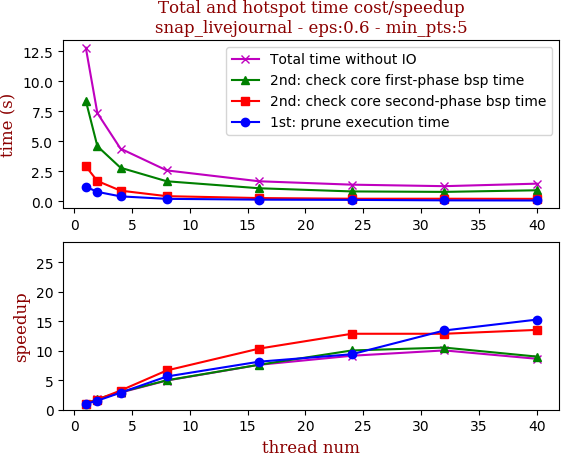 Total and hotspot time cost/speedup
snap_livejournal - eps:0.6 - min_pts:5
time (s)
12.5
10.0
7.5
5.0
2.5
0.0
Total time without IO
2nd: check core first-phase bsp time
2nd: check core second-phase bsp time
1st: prune execution time
0 5 10 15 20 25 30 35 40
speedup
25
20
15
10
5
0
0 5 10 15 20 25 30 35 40
thread num